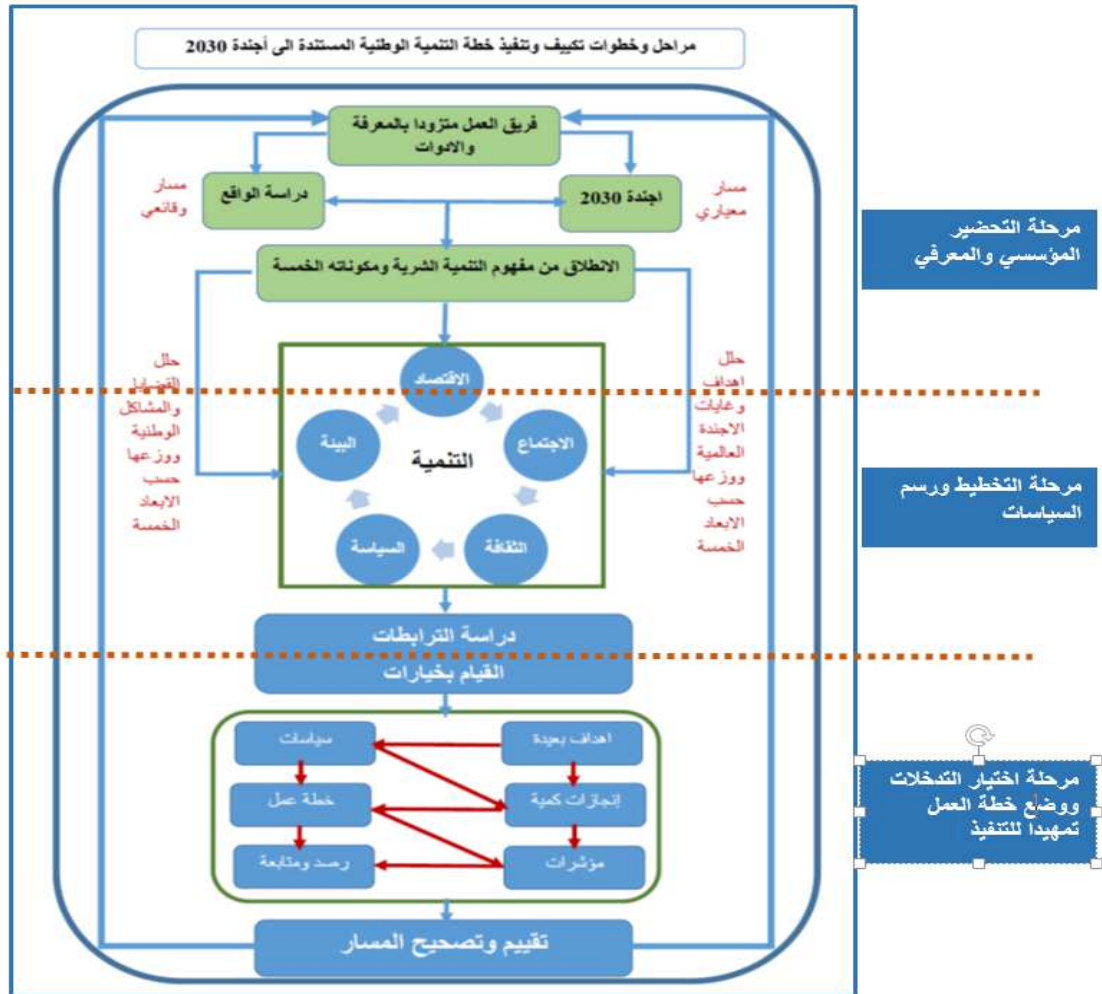 مراحل وخطوات تكييف وتنفيذ خطة التنمية الوطنية المستندة الى أجندة 2030
فريق العمل متزودا بالمعرفة
والادوات
مسار
معياري
اجندة 2030
دراسة الواقع
مسار
وقائعي
مرحلة التحضير
المؤسسي والمعرفي
الانطلاق من مفهوم التنمية الشرية ومكوناته الخمسة
حلل
اهداف
وغايات
الاجندة
العالمية
ووزعها
حسب
الابعاد
الخمسة
الاقتصاد
الاجتماع
الثقافة
السياسة
البيئة
التنمية
حلل
القضايا
والمشاكل
الوطنية
ووزعها
حسب
الابعاد
الخمسة
مرحلة التخطيط ورسم
السياسات
دراسة الترابطات
القيام بخيارات
اهداف بعيدة
سياسات
إنجازات كمية
خطة عمل
مؤشرات
رصد ومتابعة
مرحلة اختيار التدخلات
ووضع خطة العمل
تمهيدا للتنفيذ
تقييم وتصحيح المسار